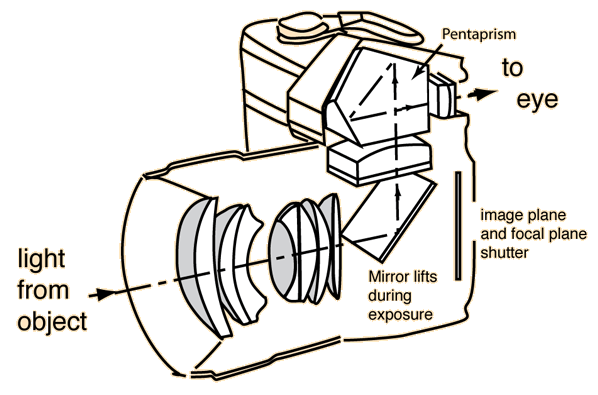 Pentaprism
to
eye
image plane
and focal plane
shutter
light
from
object
Mirror lifts
during
exposure